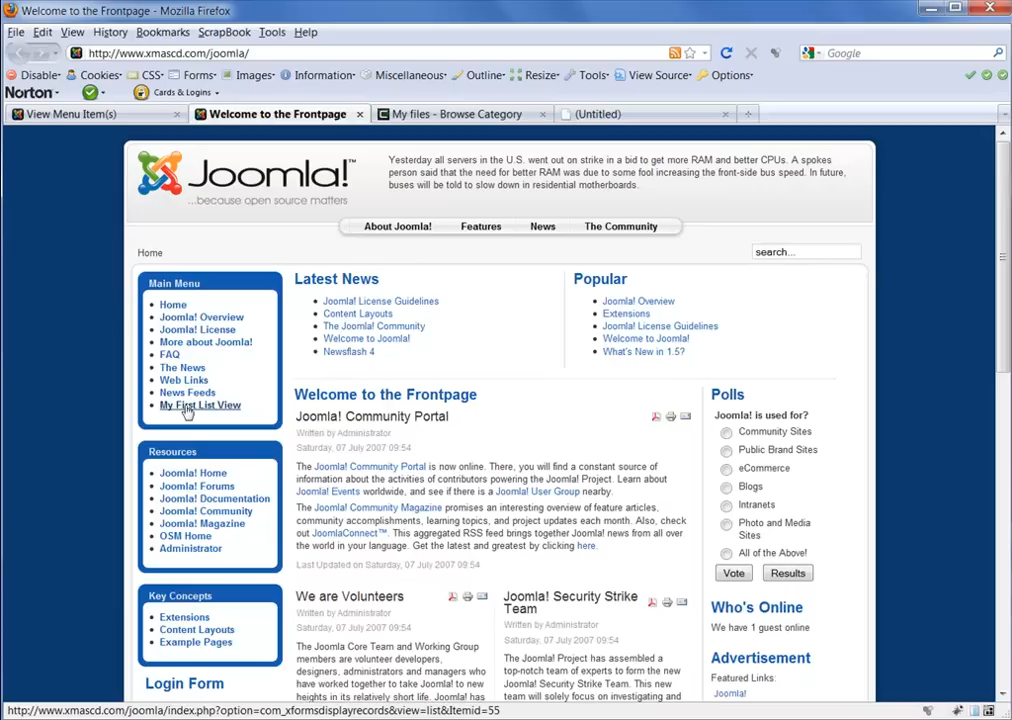 Welcome to the Frontpage - Mozilla Firefox
File Edit View History Bookmarks ScrapBook Tools Help
http://www.xmascd.com/joomla/
Google
Disable Cookies CSS Forms Images Information Miscellaneous Outline Resize Tools View Source Options
Norton Cards & Logins
View Menu Item(s) Welcome to the Frontpage My files - Browse Category (Untitled)
Joomla!™
...because open source matters
Yesterday all servers in the U.S. went out on strike in a bid to get more RAM and better CPUs. A spokes
person said that the need for better RAM was due to some fool increasing the front-side bus speed. In future,
buses will be told to slow down in residential motherboards.
About Joomla! Features News The Community
Home
search...
Main Menu
Home
Joomla! Overview
Joomla! License
More about Joomla!
FAQ
The News
Web Links
News Feeds
My First List View
Resources
Joomla! Home
Joomla! Forums
Joomla! Documentation
Joomla! Community
Joomla! Magazine
OSM Home
Administrator
Key Concepts
Extensions
Content Layouts
Example Pages
Login Form
Latest News
Joomla! License Guidelines
Content Layouts
The Joomla! Community
Welcome to Joomla!
Newsflash 4
Popular
Joomla! Overview
Extensions
Joomla! License Guidelines
Welcome to Joomla!
What's New in 1.5?
Welcome to the Frontpage
Joomla! Community Portal
Written by Administrator
Saturday, 07 July 2007 09:54
The Joomla! Community Portal is now online. There, you will find a constant source of
information about the activities of contributors powering the Joomla! Project. Learn about
Joomla! Events worldwide, and see if there is a Joomla! User Group nearby.
The Joomla! Community Magazine promises an interesting overview of feature articles,
community accomplishments, learning topics, and project updates each month. Also, check
out JoomlaConnect™. This aggregated RSS feed brings together Joomla! news from all over
the world in your language. Get the latest and greatest by clicking here.
Last Updated on Saturday, 07 July 2007 09:54
We are Volunteers
Written by Administrator
Saturday, 07 July 2007 09:54
The Joomla Core Team and Working Group
members are volunteer developers,
designers, administrators and managers who
have worked together to take Joomla! to new
heights in its relatively short life. Joomla! has
Joomla! Security Strike
Team
Written by Administrator
Saturday, 07 July 2007 09:54
The Joomla! Project has assembled a
top-notch team of experts to form the new
Joomla! Security Strike Team. This new
team will solely focus on investigating and
Polls
Joomla! is used for?
Community Sites
Public Brand Sites
eCommerce
Blogs
Intranets
Photo and Media
Sites
All of the Above!
Vote Results
Who's Online
We have 1 guest online
Advertisement
Featured Links:
Joomla!
http://www.xmascd.com/joomla/index.php?option=com_xformsdisplayrecords&view=list&Itemid=55